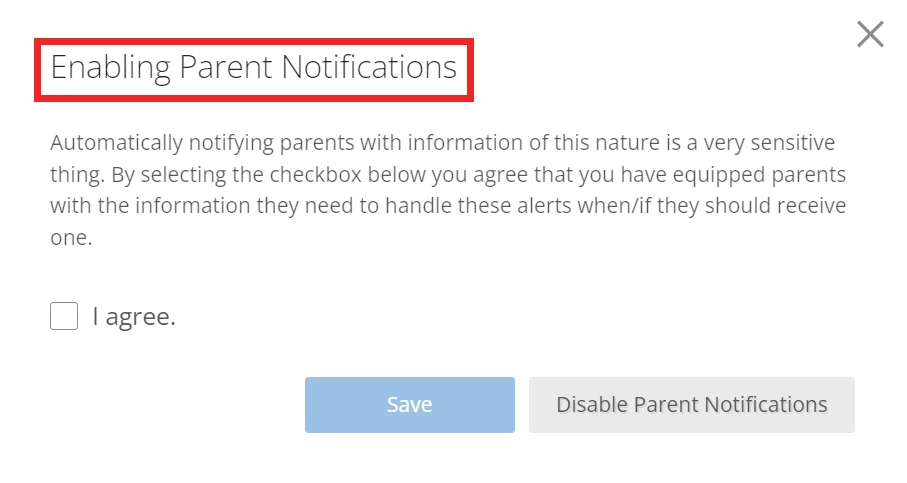 Enabling Parent Notifications
Automatically notifying parents with information of this nature is a very sensitive
thing. By selecting the checkbox below you agree that you have equipped parents
with the information they need to handle these alerts when/if they should receive
one.
I agree.
Save
Disable Parent Notifications